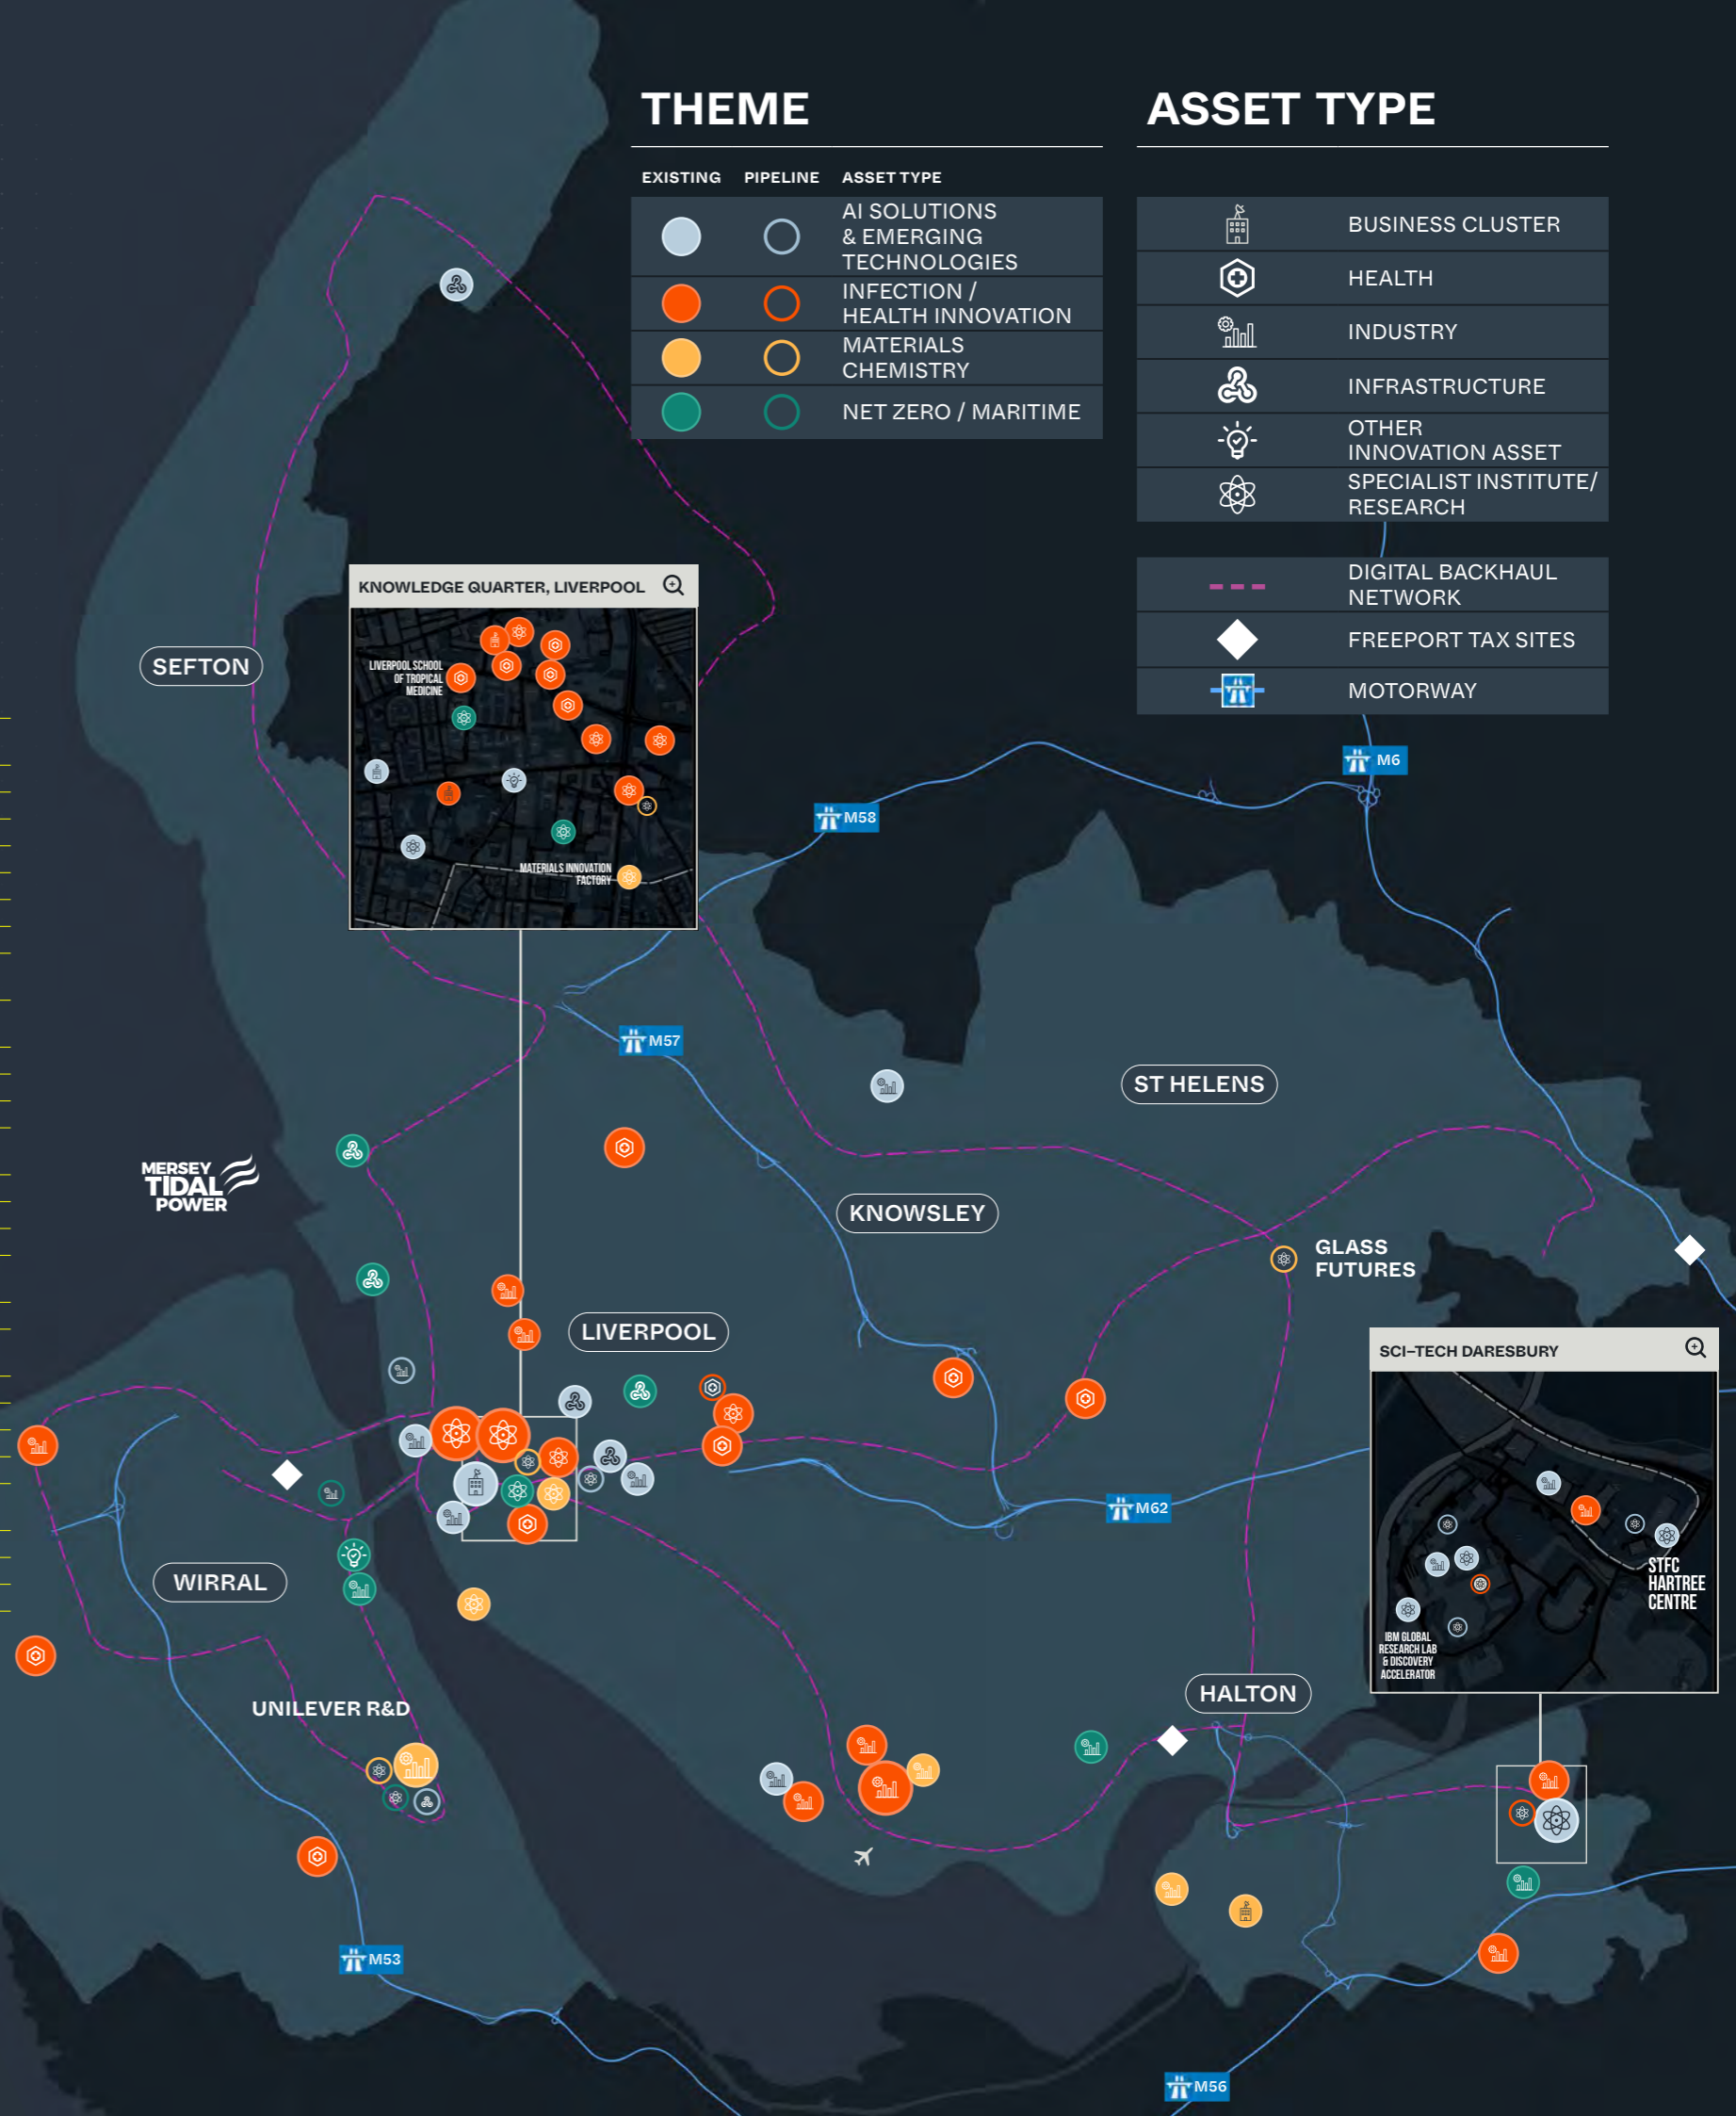 THEME
EXISTING PIPELINE ASSET TYPE
AI SOLUTIONS
& EMERGING
TECHNOLOGIES
INFECTION /
HEALTH INNOVATION
MATERIALS
CHEMISTRY
NET ZERO / MARITIME
ASSET TYPE
BUSINESS CLUSTER
HEALTH
INDUSTRY
INFRASTRUCTURE
OTHER
INNOVATION ASSET
SPECIALIST INSTITUTE/
RESEARCH
DIGITAL BACKHAUL
NETWORK
FREEPORT TAX SITES
MOTORWAY
KNOWLEDGE QUARTER, LIVERPOOL
LIVERPOOL SCHOOL
OF TROPICAL
MEDICINE
MATERIALS INNOVATION
FACTORY
SEFTON
M6
M58
M57
ST HELENS
MERSEY
TIDAL
POWER
KNOWSLEY
GLASS
FUTURES
LIVERPOOL
SCI-TECH DARESBURY
STFC
HARTREE
CENTRE
IBM GLOBAL
RESEARCH LAB
& DISCOVERY
ACCELERATOR
M62
WIRRAL
UNILEVER R&D
HALTON
M53
M56